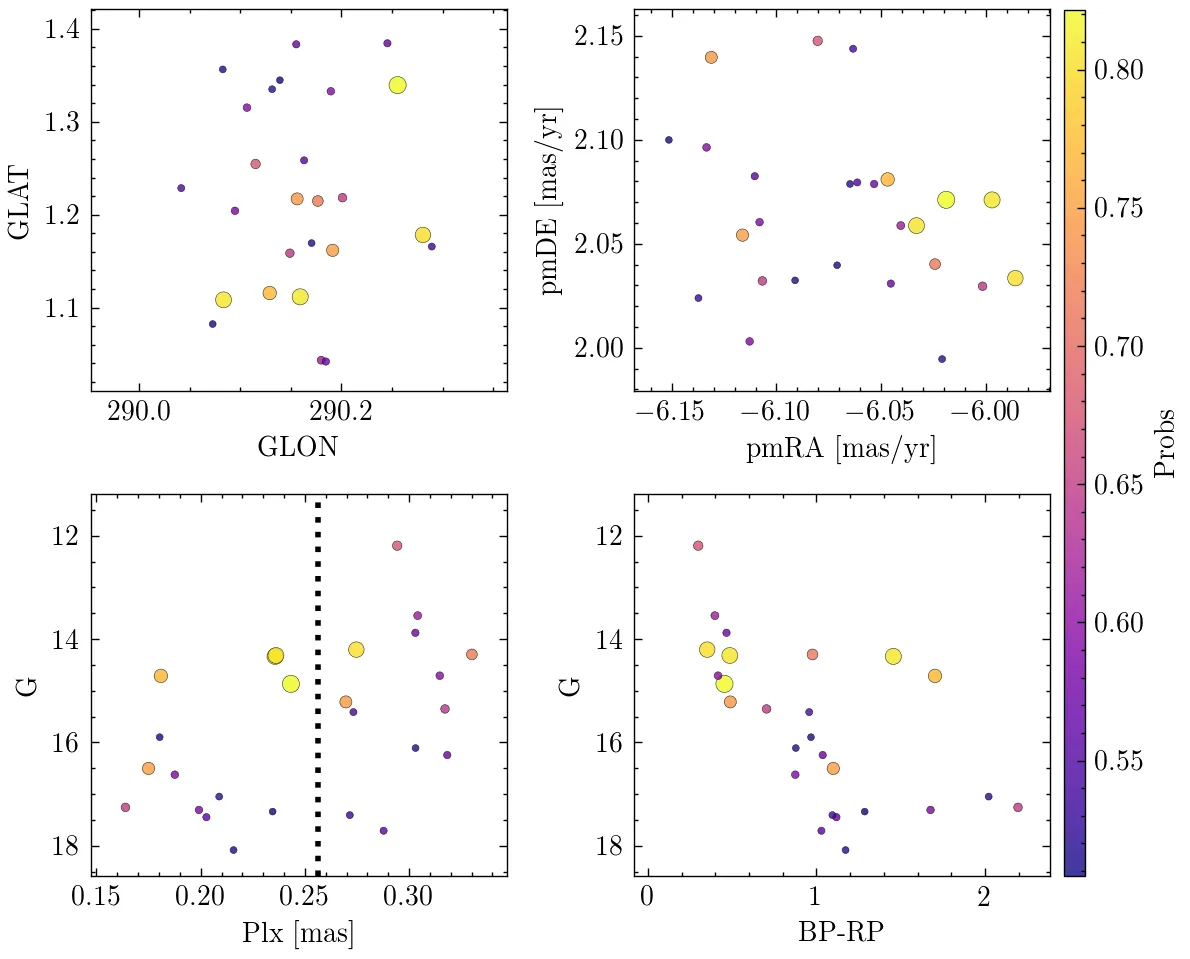 1.4
1.3
1.2
1.1
GLAT
290.0 290.2
GLON
2.15
2.10
2.05
2.00
pmDE [mas/yr]
−6.15 −6.10 −6.05 −6.00
pmRA [mas/yr]
12
14
16
18
G
0.15 0.20 0.25 0.30
Plx [mas]
12
14
16
18
G
0 1 2
BP-RP
0.80
0.75
0.70
0.65
0.60
0.55
Probs